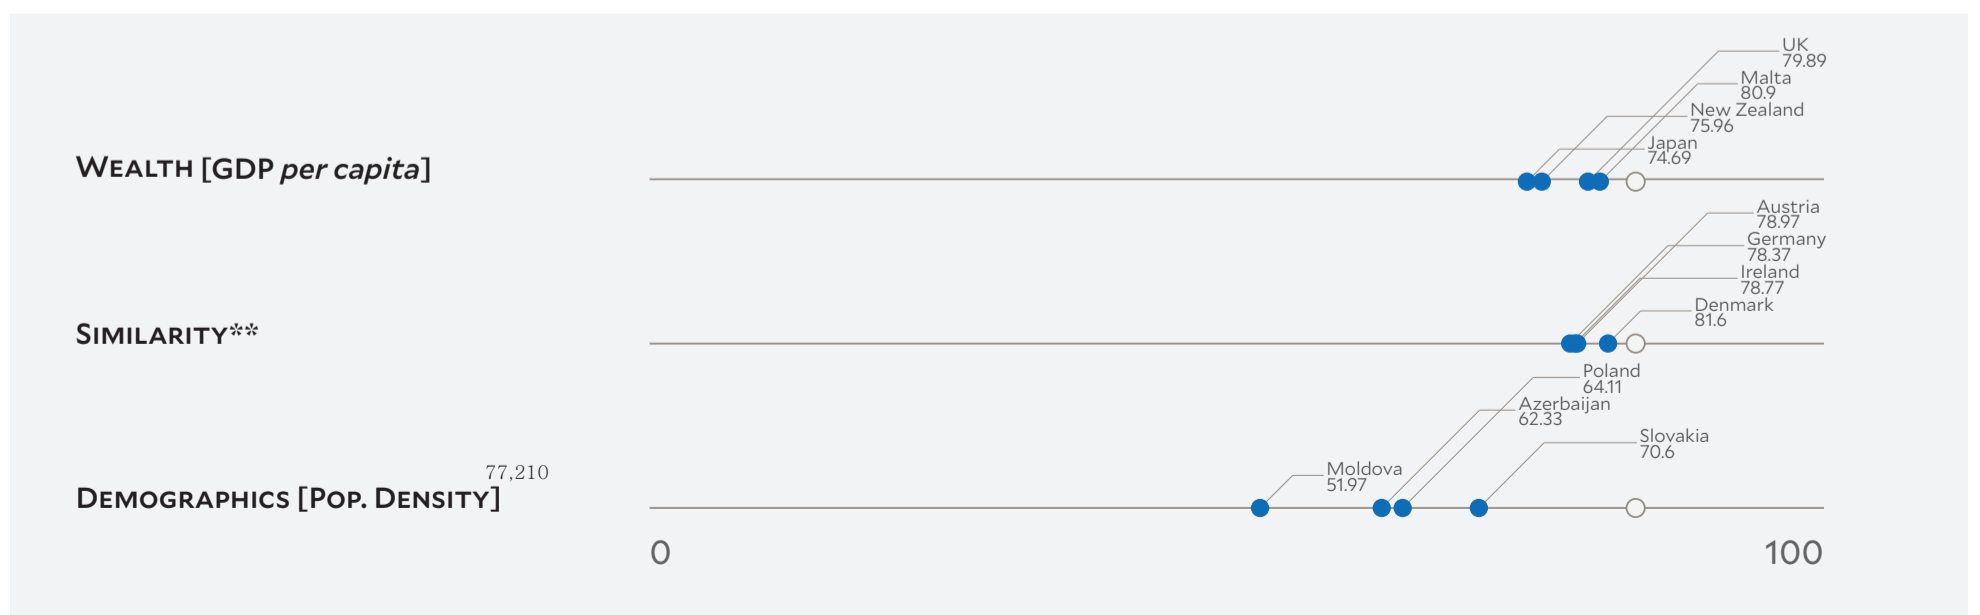 UK
79.89
Malta
80.9
New Zealand
75.96
Japan
74.69
WEALTH [GDP per capita]
Austria
78.97
Germany
78.37
Ireland
78.77
Denmark
81.6
SIMILARITY**
Poland
64.11
Azerbaijan
62.33
Slovakia
70.6
Moldova
51.97
77,210
DEMOGRAPHICS [POP. DENSITY]
0
100